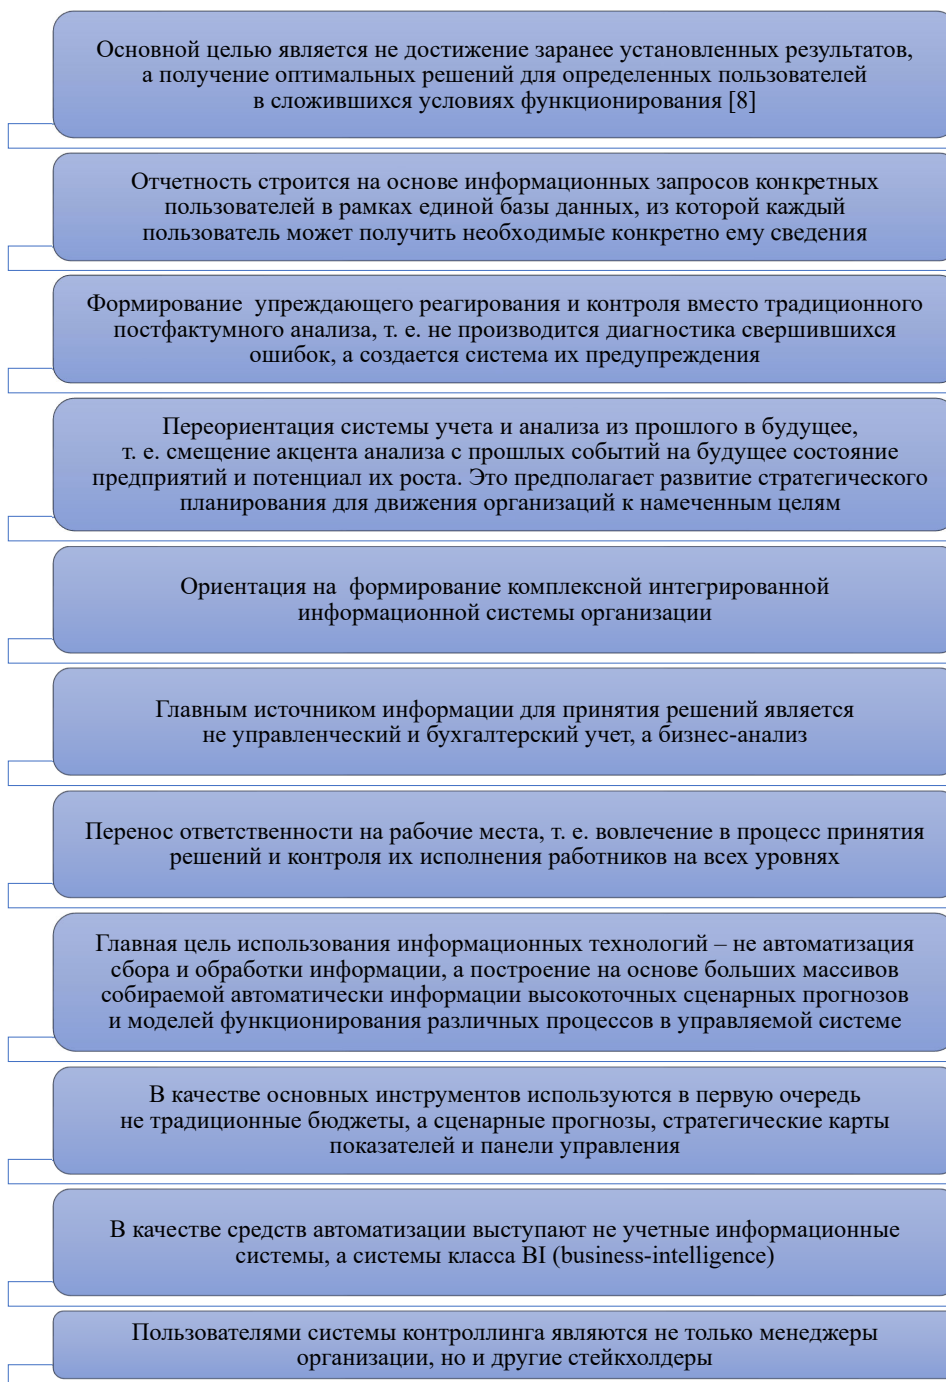 Основной целью является не достижение заранее установленных результатов,
а получение оптимальных решений для определенных пользователей
в сложившихся условиях функционирования [8]
Отчетность строится на основе информационных запросов конкретных
пользователей в рамках единой базы данных, из которой каждый
пользователь может получить необходимые конкретно ему сведения
Формирование упреждающего реагирования и контроля вместо традиционного
постфактумного анализа, т. е. не производится диагностика свершившихся
ошибок, а создается система их предупреждения
Переориентация системы учета и анализа из прошлого в будущее,
т. е. смещение акцента анализа с прошлых событий на будущее состояние
предприятий и потенциал их роста. Это предполагает развитие стратегического
планирования для движения организаций к намеченным целям
Ориентация на формирование комплексной интегрированной
информационной системы организации
Главным источником информации для принятия решений является
не управленческий и бухгалтерский учет, а бизнес-анализ
Перенос ответственности на рабочие места, т. е. вовлечение в процесс принятия
решений и контроля их исполнения работников на всех уровнях
Главная цель использования информационных технологий – не автоматизация
сбора и обработки информации, а построение на основе больших массивов
собираемой автоматически информации высокоточных сценарных прогнозов
и моделей функционирования различных процессов в управляемой системе
В качестве основных инструментов используются в первую очередь
не традиционные бюджеты, а сценарные прогнозы, стратегические карты
показателей и панели управления
В качестве средств автоматизации выступают не учетные информационные
системы, а системы класса BI (business-intelligence)
Пользователями системы контроллинга являются не только менеджеры
организации, но и другие стейкхолдеры